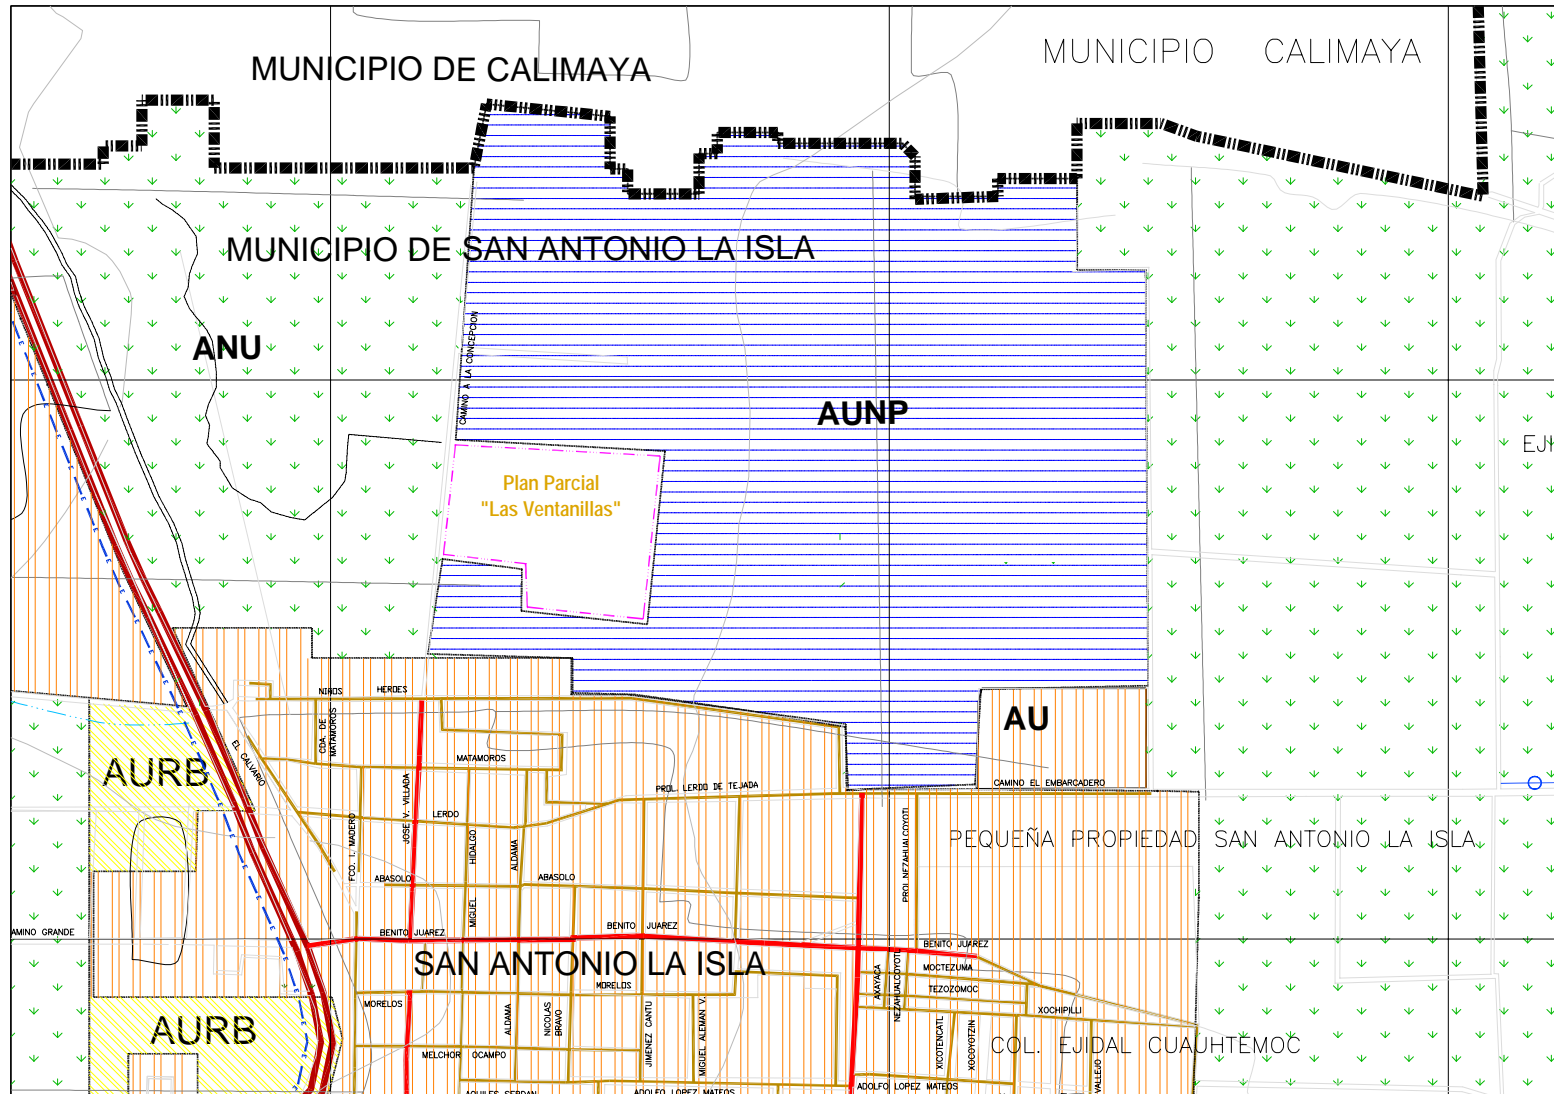 MUNICIPIO DE CALIMAYA
MUNICIPIO CALIMAYA
MUNICIPIO DE SAN ANTONIO LA ISLA
ANU
CAMINO A LA CONCEPCION
AUNP
EJI
Plan Parcial
"Las Ventanillas"
NIÑOS HEROES
CDA. DE
MATAMOROS
AU
EL CALVARIO
MATAMOROS
AURB
JOSE V. VILLADA
PROL. LERDO DE TEJADA
CAMINO EL EMBARCADERO
LERDO
FCO. I. MADERO
HIDALGO
MIGUEL
ALDAMA
PROL.NEZAHUALCOYOTL
PEQUEÑA PROPIEDAD SAN ANTONIO LA ISLA
ABASOLO
ABASOLO
AMINO GRANDE
BENITO JUAREZ
BENITO JUAREZ
BENITO JUAREZ
SAN ANTONIO LA ISLA
MOCTEZUMA
AXAYACA
NEZAHUALCOYOTL
MORELOS
TEZOZOMOC
MORELOS
XOCHIPILLI
ALDAMA
NICOLAS
BRAVO
JIMENEZ CANTU
MIGUEL ALEMAN V.
XICOTENCATL
XOCOYOTZIN
AURB
COL. EJIDAL CUAUHTEMOC
MELCHOR OCAMPO
VALLEJO
ADOLFO LOPEZ MATEOS
ADOLFO LOPEZ MATEOS
AQUILES SERDAN